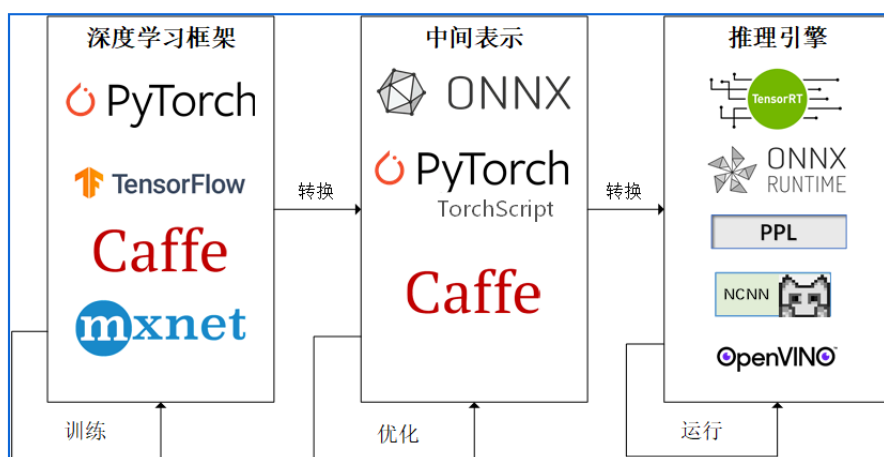 深度学习框架
PyTorch
TensorFlow
Caffe
mxnet
训练
转换
中间表示
ONNX
PyTorch
TorchScript
Caffe
优化
转换
推理引擎
TensorRT
ONNX
RUNTIME
PPL
NCNN
OpenVINO
运行